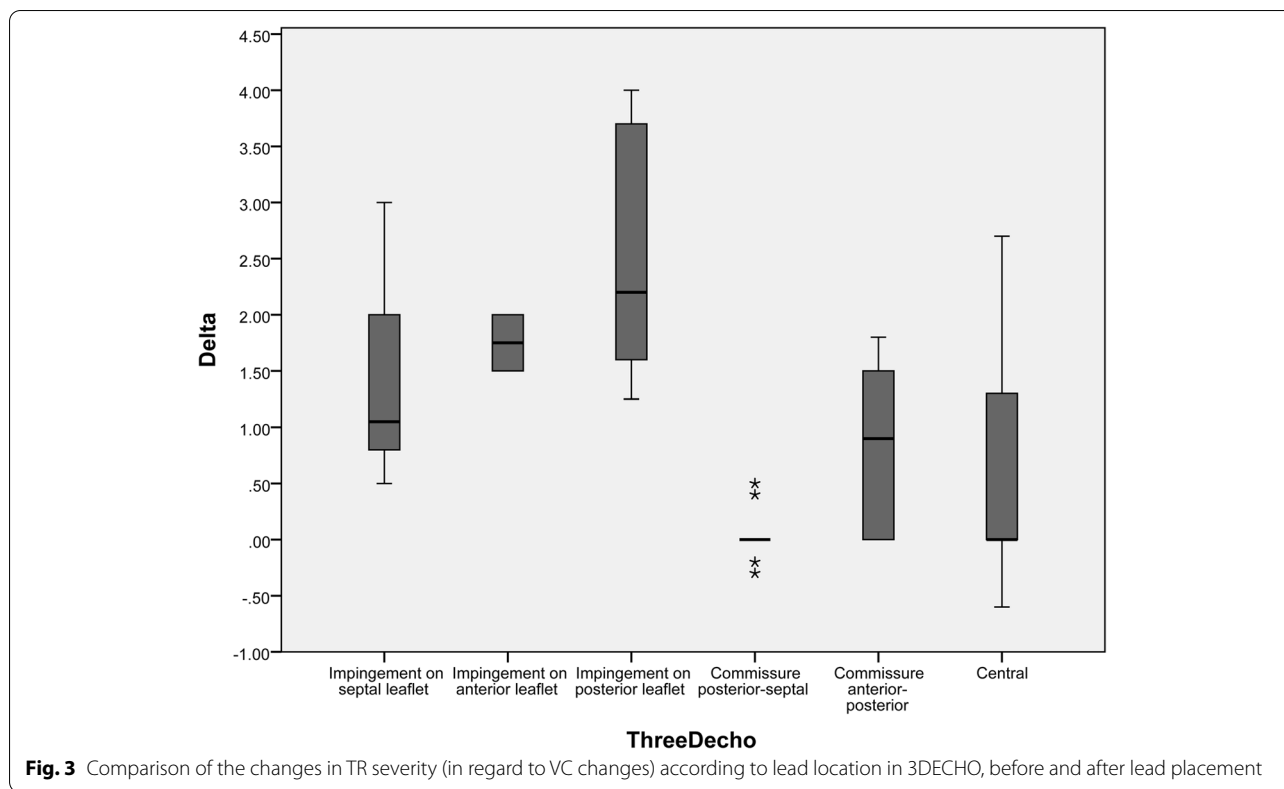 4.50
4.00
3.50
3.00
2.50
2.00
1.50
1.00
.50
.00
-.50
-1.00
Delta
Impingement on septal leaflet
Impingement on anterior leaflet
Impingement on posterior leaflet
Commissure posterior-septal
Commissure anterior-posterior
Central
ThreeDecho
Fig. 3 Comparison of the changes in TR severity (in regard to VC changes) according to lead location in 3DECHO, before and after lead placement